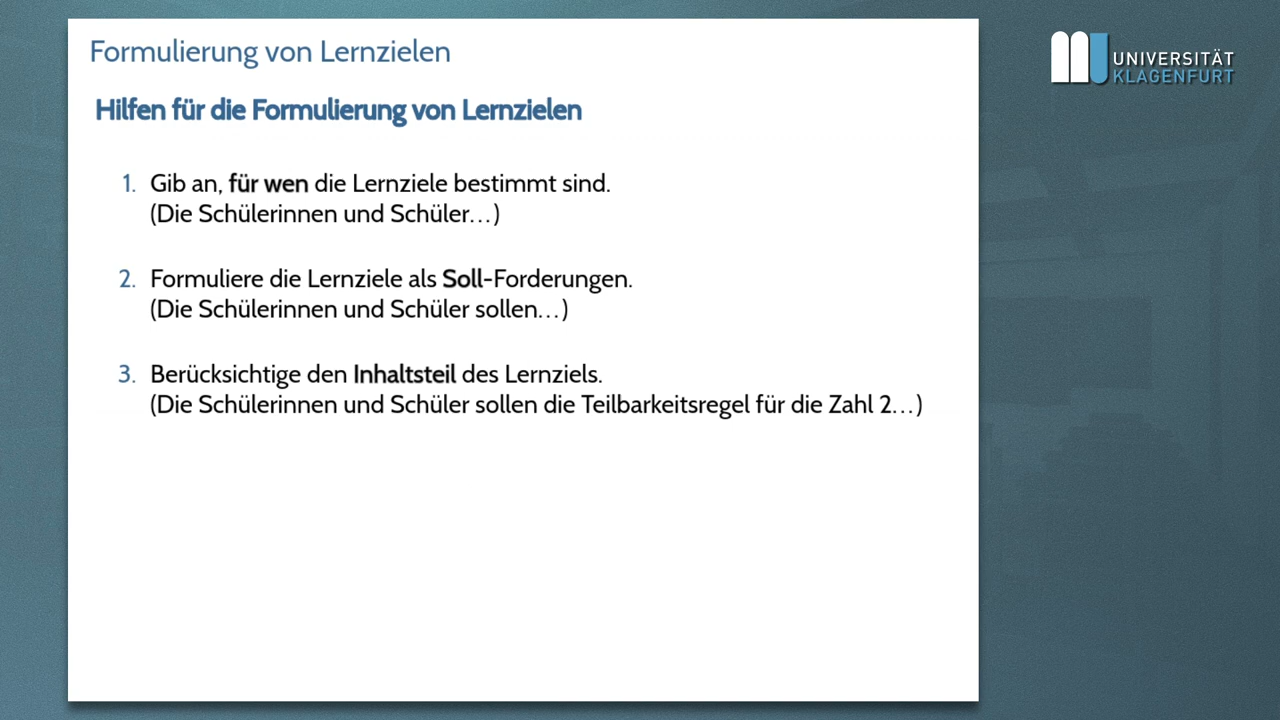 Formulierung von Lernzielen
UNIVERSITÄT
KLAGENFURT
Hilfen für die Formulierung von Lernzielen
1. Gib an, für wen die Lernziele bestimmt sind.
(Die Schülerinnen und Schüler…)
2. Formuliere die Lernziele als Soll-Forderungen.
(Die Schülerinnen und Schüler sollen…)
3. Berücksichtige den Inhaltsteil des Lernziels.
(Die Schülerinnen und Schüler sollen die Teilbarkeitsregel für die Zahl 2…)